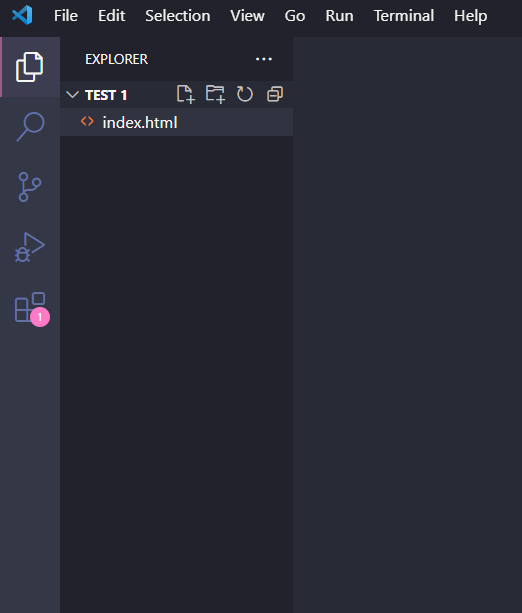 File Edit Selection View Go Run Terminal Help
EXPLORER ...
TEST 1
<> index.html
1